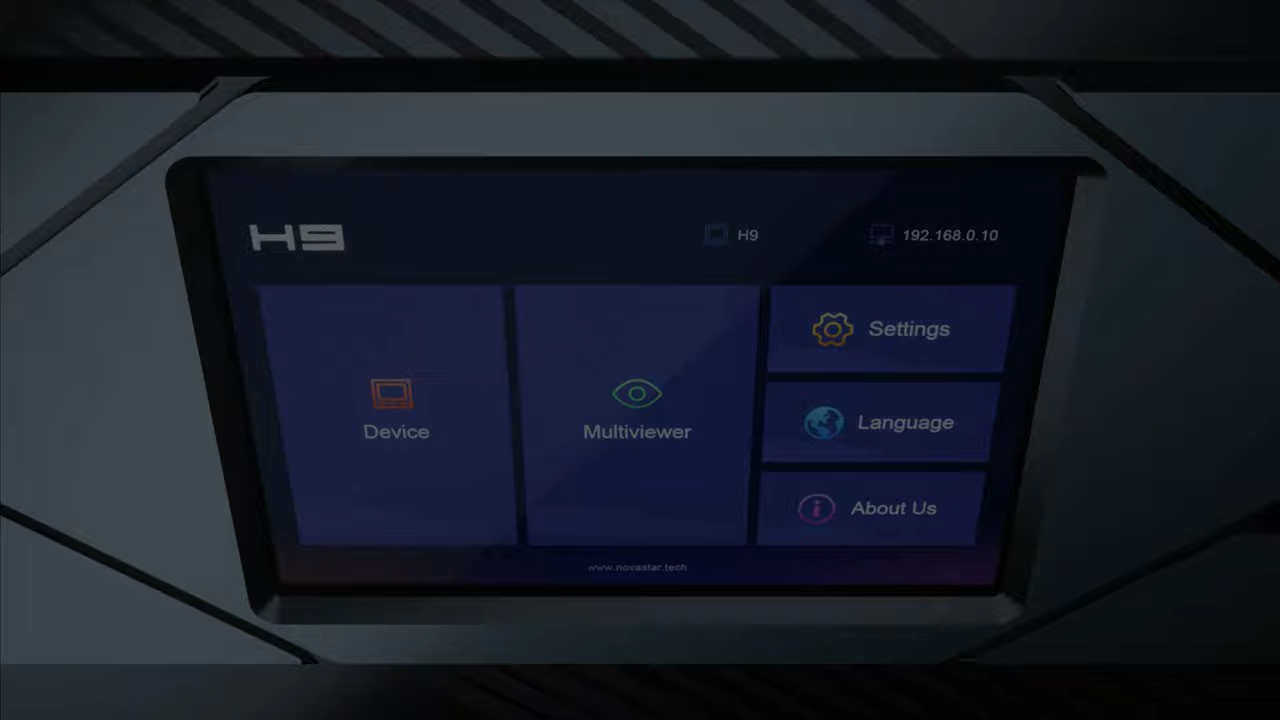 H9
H9
192.168.0.10
Device
Multiviewer
Settings
Language
About Us
www.novastar.tech